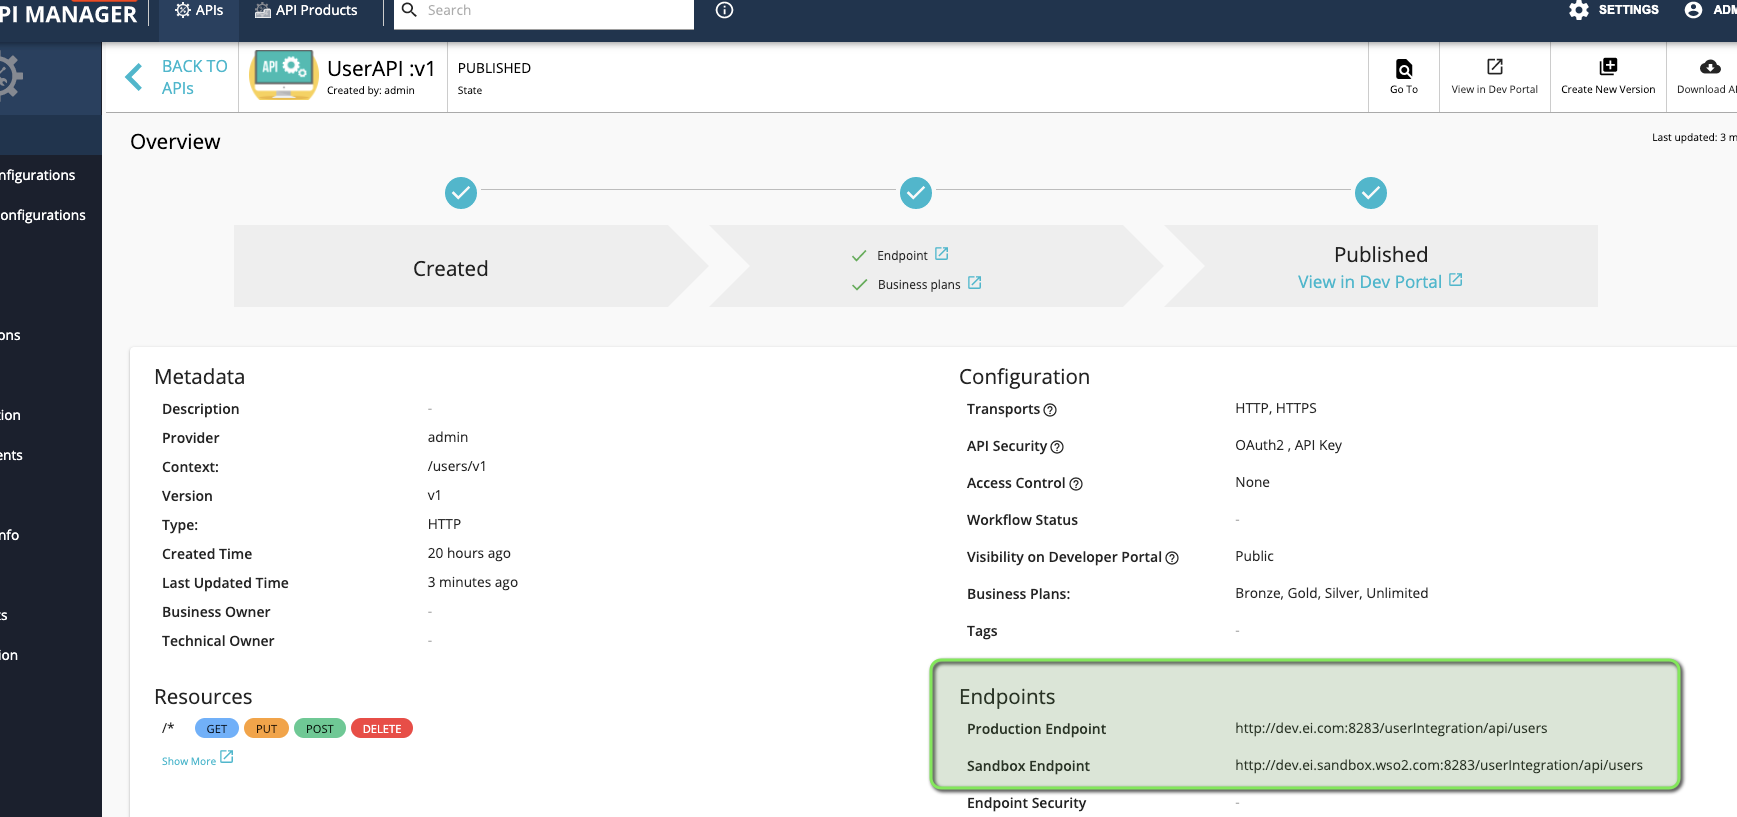 PI MANAGER
APIs
API Products
Search
SETTINGS
BACK TO
APIs
API
UserAPI :v1
Created by: admin
PUBLISHED
State
Go To
View in Dev Portal
Create New Version
Download
Overview
Last updated: 3 m
nfigurations
onfigurations
ons
ion
ents
nfo
s
ion
Created
Endpoint
Business plans
Published
View in Dev Portal
Metadata
Description -
Provider admin
Context: /users/v1
Version v1
Type: HTTP
Created Time 20 hours ago
Last Updated Time 3 minutes ago
Business Owner -
Technical Owner -
Resources
/* GET PUT POST DELETE
Show More
Configuration
Transports HTTP, HTTPS
API Security OAuth2 , API Key
Access Control None
Workflow Status -
Visibility on Developer Portal Public
Business Plans: Bronze, Gold, Silver, Unlimited
Tags -
Endpoints
Production Endpoint http://dev.ei.com:8283/userIntegration/api/users
Sandbox Endpoint http://dev.ei.sandbox.wso2.com:8283/userIntegration/api/users
Endpoint Security -